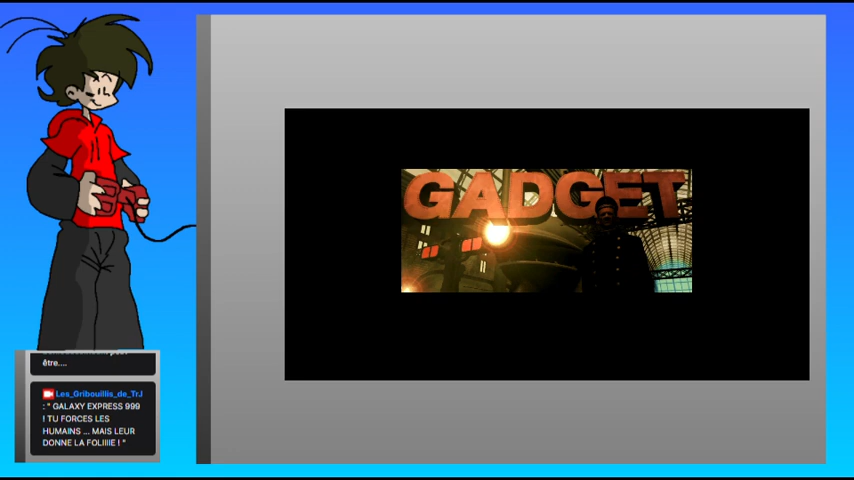 GADGET
être....
Les_Gribouillis_de_TrJ
: " GALAXY EXPRESS 999
! TU FORCES LES
HUMAINS ... MAIS LEUR
DONNE LA FOLIIIIE ! "